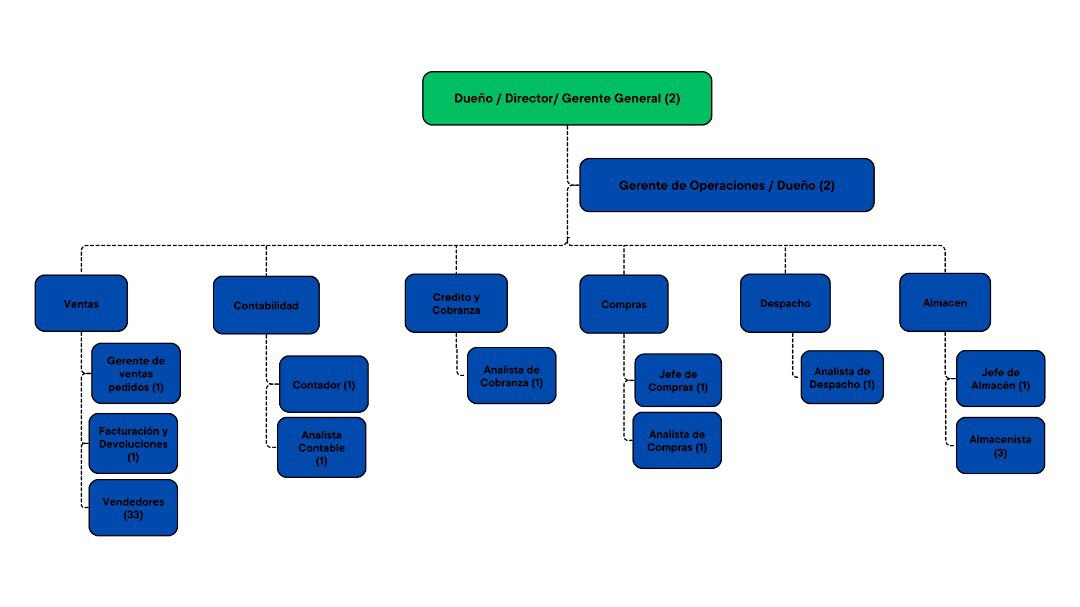 Dueño / Director/ Gerente General (2)
Gerente de Operaciones / Dueño (2)
Ventas
Gerente de
ventas
pedidos (1)
Facturación y
Devoluciones
(1)
Vendedores
(33)
Contabilidad
Contador (1)
Analista
Contable
(1)
Credito y
Cobranza
Analista de
Cobranza (1)
Compras
Jefe de
Compras (1)
Analista de
Compras (1)
Despacho
Analista de
Despacho (1)
Almacen
Jefe de
Almacén (1)
Almacenista
(3)